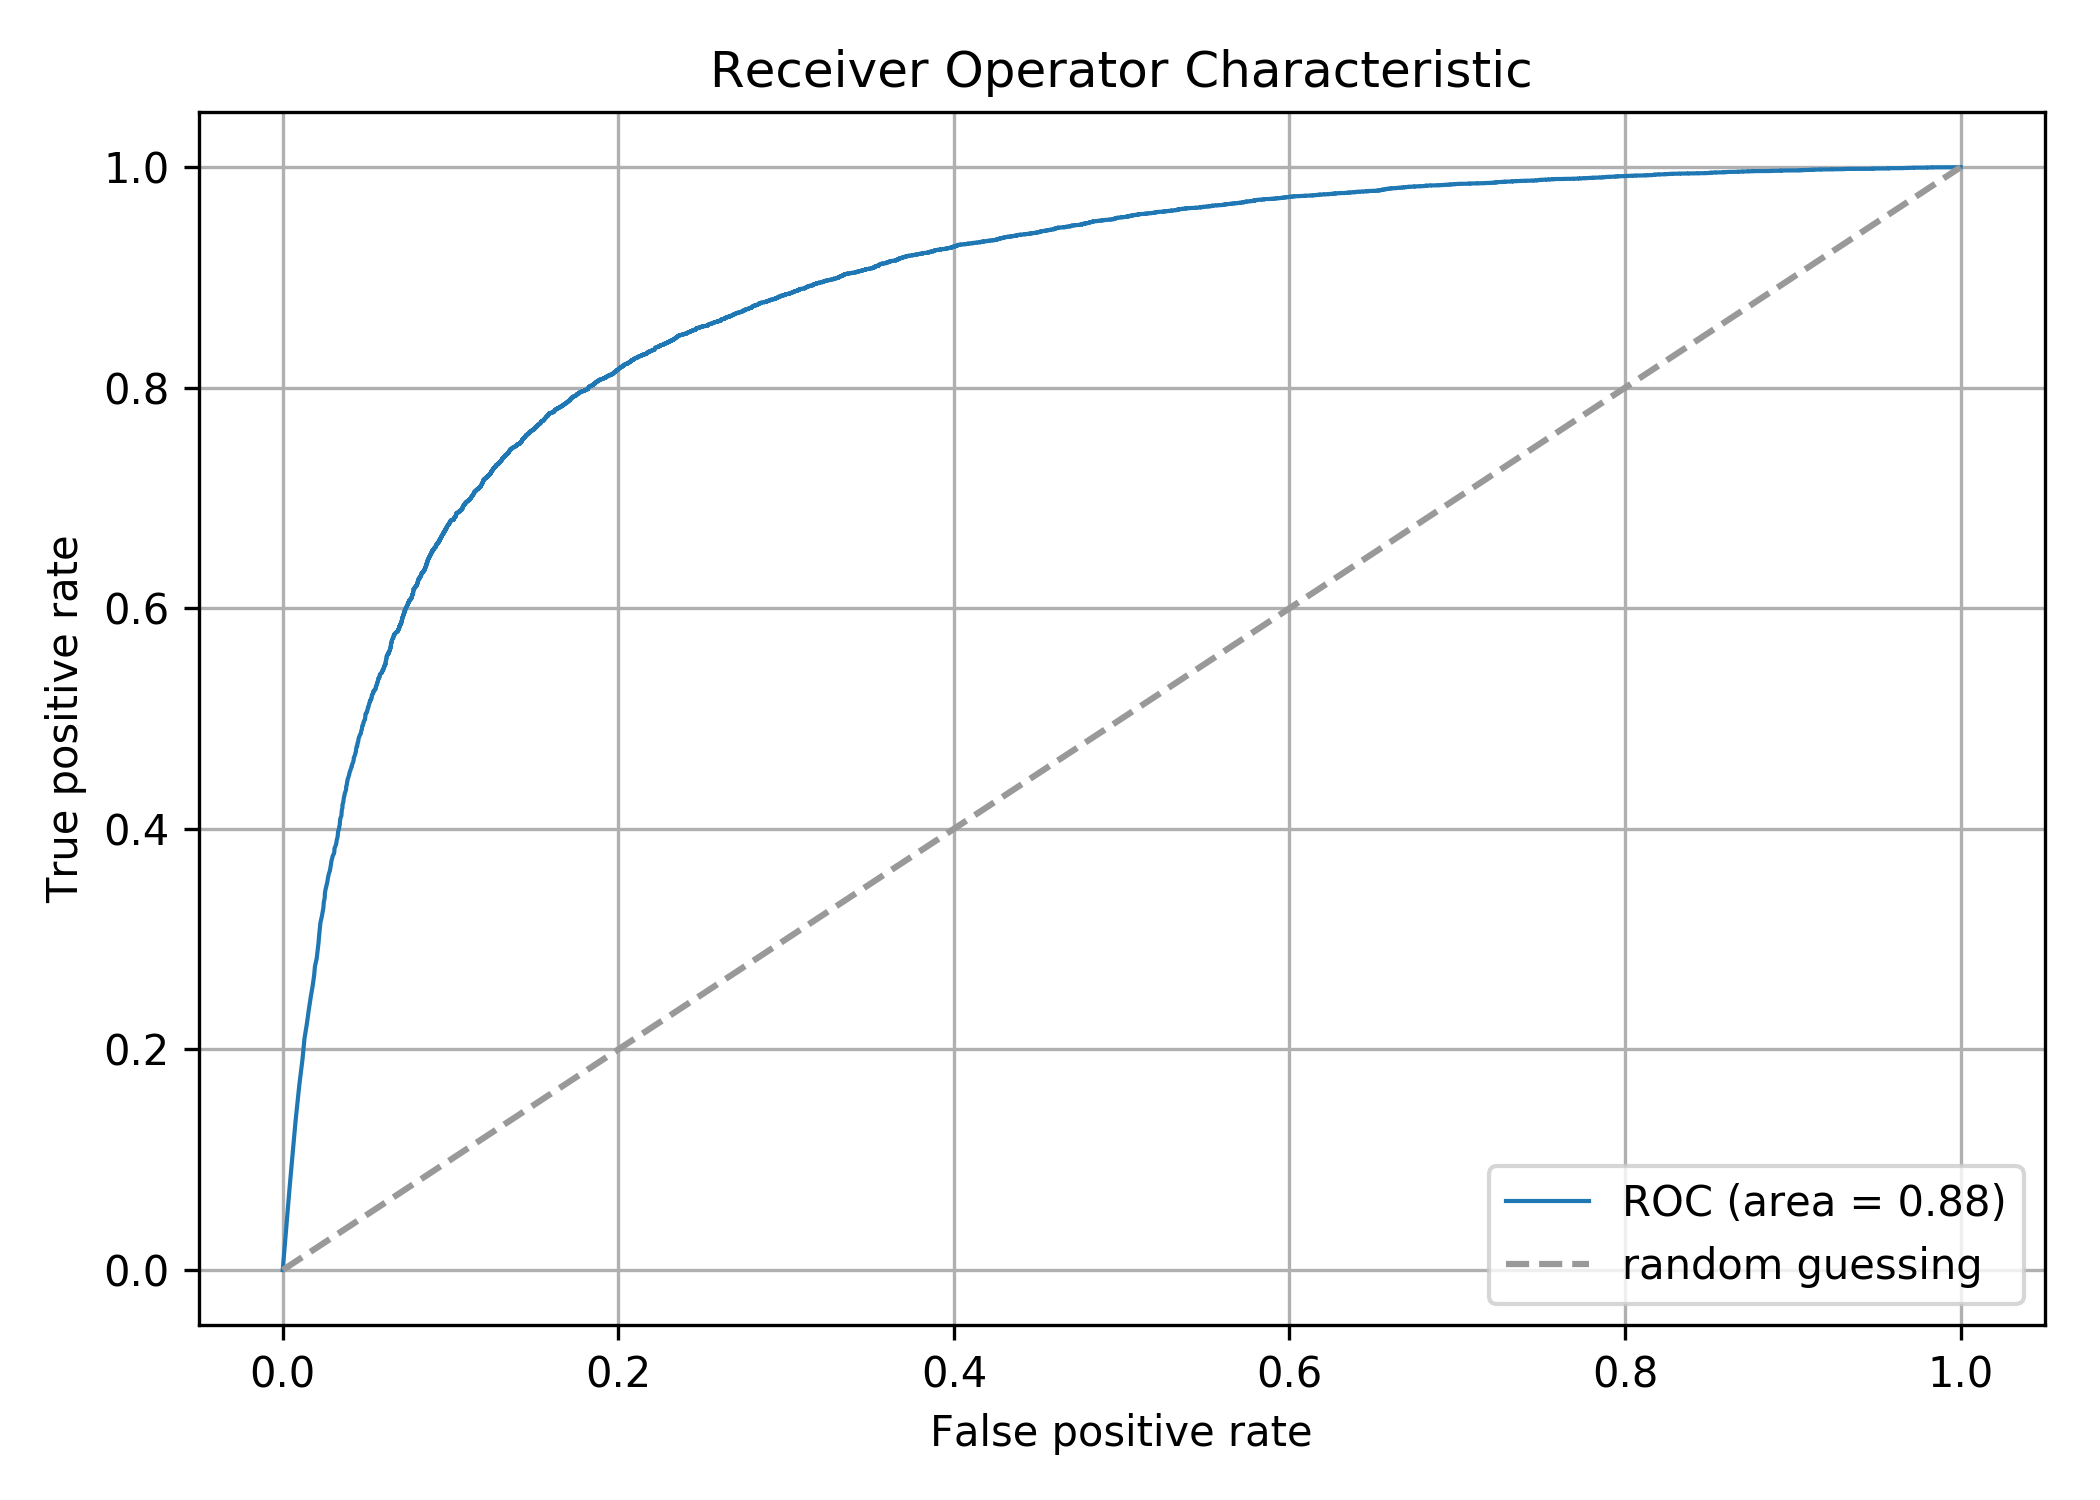 Receiver Operator Characteristic
1.0
0.8
0.6
0.4
0.2
0.0
True positive rate
ROC (area = 0.88)
random guessing
0.0 0.2 0.4 0.6 0.8 1.0
False positive rate